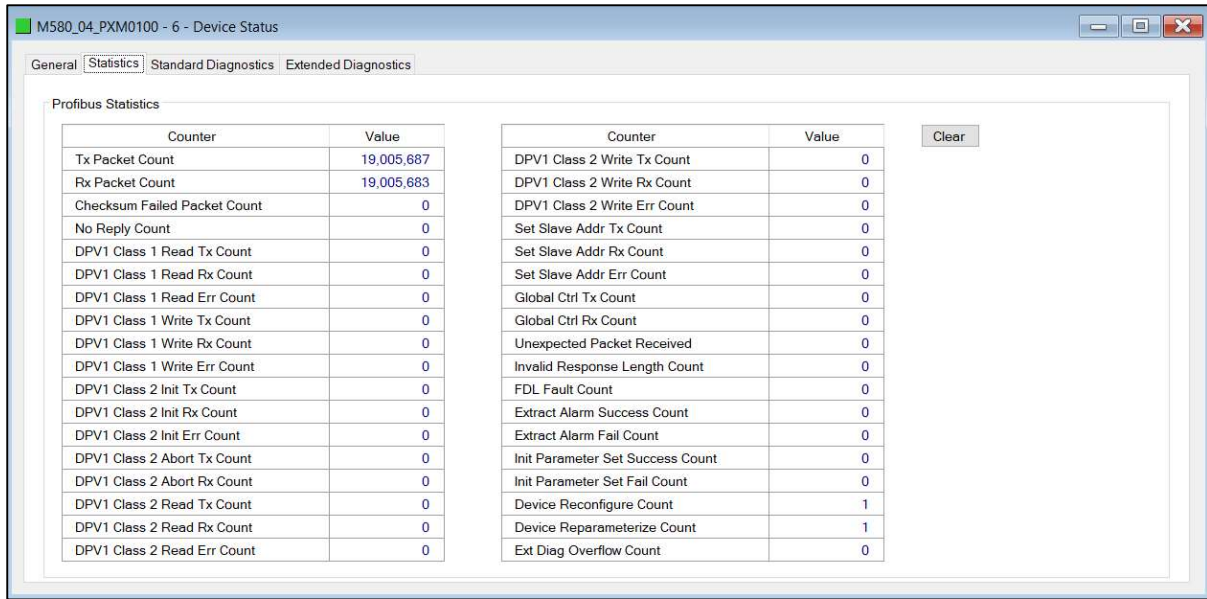 M580_04_PXM0100 - 6 - Device Status
General Statistics Standard Diagnostics Extended Diagnostics
Profibus Statistics
Counter Value Counter Value Clear
Tx Packet Count 19,005,687 DPV1 Class 2 Write Tx Count 0
Rx Packet Count 19,005,683 DPV1 Class 2 Write Rx Count 0
Checksum Failed Packet Count 0 DPV1 Class 2 Write Err Count 0
No Reply Count 0 Set Slave Addr Tx Count 0
DPV1 Class 1 Read Tx Count 0 Set Slave Addr Rx Count 0
DPV1 Class 1 Read Rx Count 0 Set Slave Addr Err Count 0
DPV1 Class 1 Read Err Count 0 Global Ctrl Tx Count 0
DPV1 Class 1 Write Tx Count 0 Global Ctrl Rx Count 0
DPV1 Class 1 Write Rx Count 0 Unexpected Packet Received 0
DPV1 Class 1 Write Err Count 0 Invalid Response Length Count 0
DPV1 Class 2 Init Tx Count 0 FDL Fault Count 0
DPV1 Class 2 Init Rx Count 0 Extract Alarm Success Count 0
DPV1 Class 2 Init Err Count 0 Extract Alarm Fail Count 0
DPV1 Class 2 Abort Tx Count 0 Init Parameter Set Success Count 0
DPV1 Class 2 Abort Rx Count 0 Init Parameter Set Fail Count 0
DPV1 Class 2 Read Tx Count 0 Device Reconfigure Count 1
DPV1 Class 2 Read Rx Count 0 Device Reparameterize Count 1
DPV1 Class 2 Read Err Count 0 Ext Diag Overflow Count 0